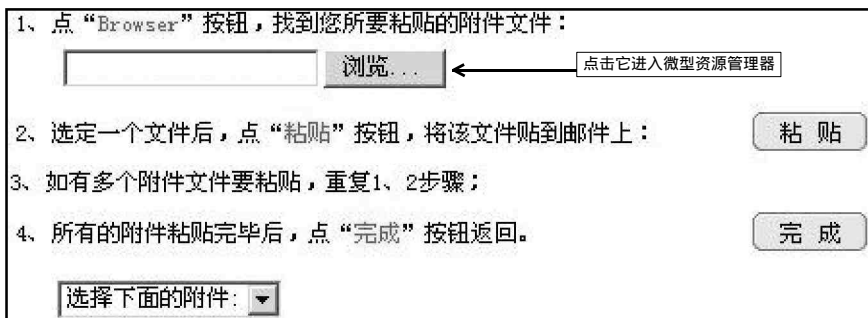 1、点“Browser”按钮，找到您所要粘贴的附件文件：
浏览... 点击它进入微型资源管理器
2、选定一个文件后，点“粘贴”按钮，将该文件贴到邮件上： 粘 贴
3、如有多个附件文件要粘贴，重复1、2步骤；
4、所有的附件粘贴完毕后，点“完成”按钮返回。 完 成
选择下面的附件: